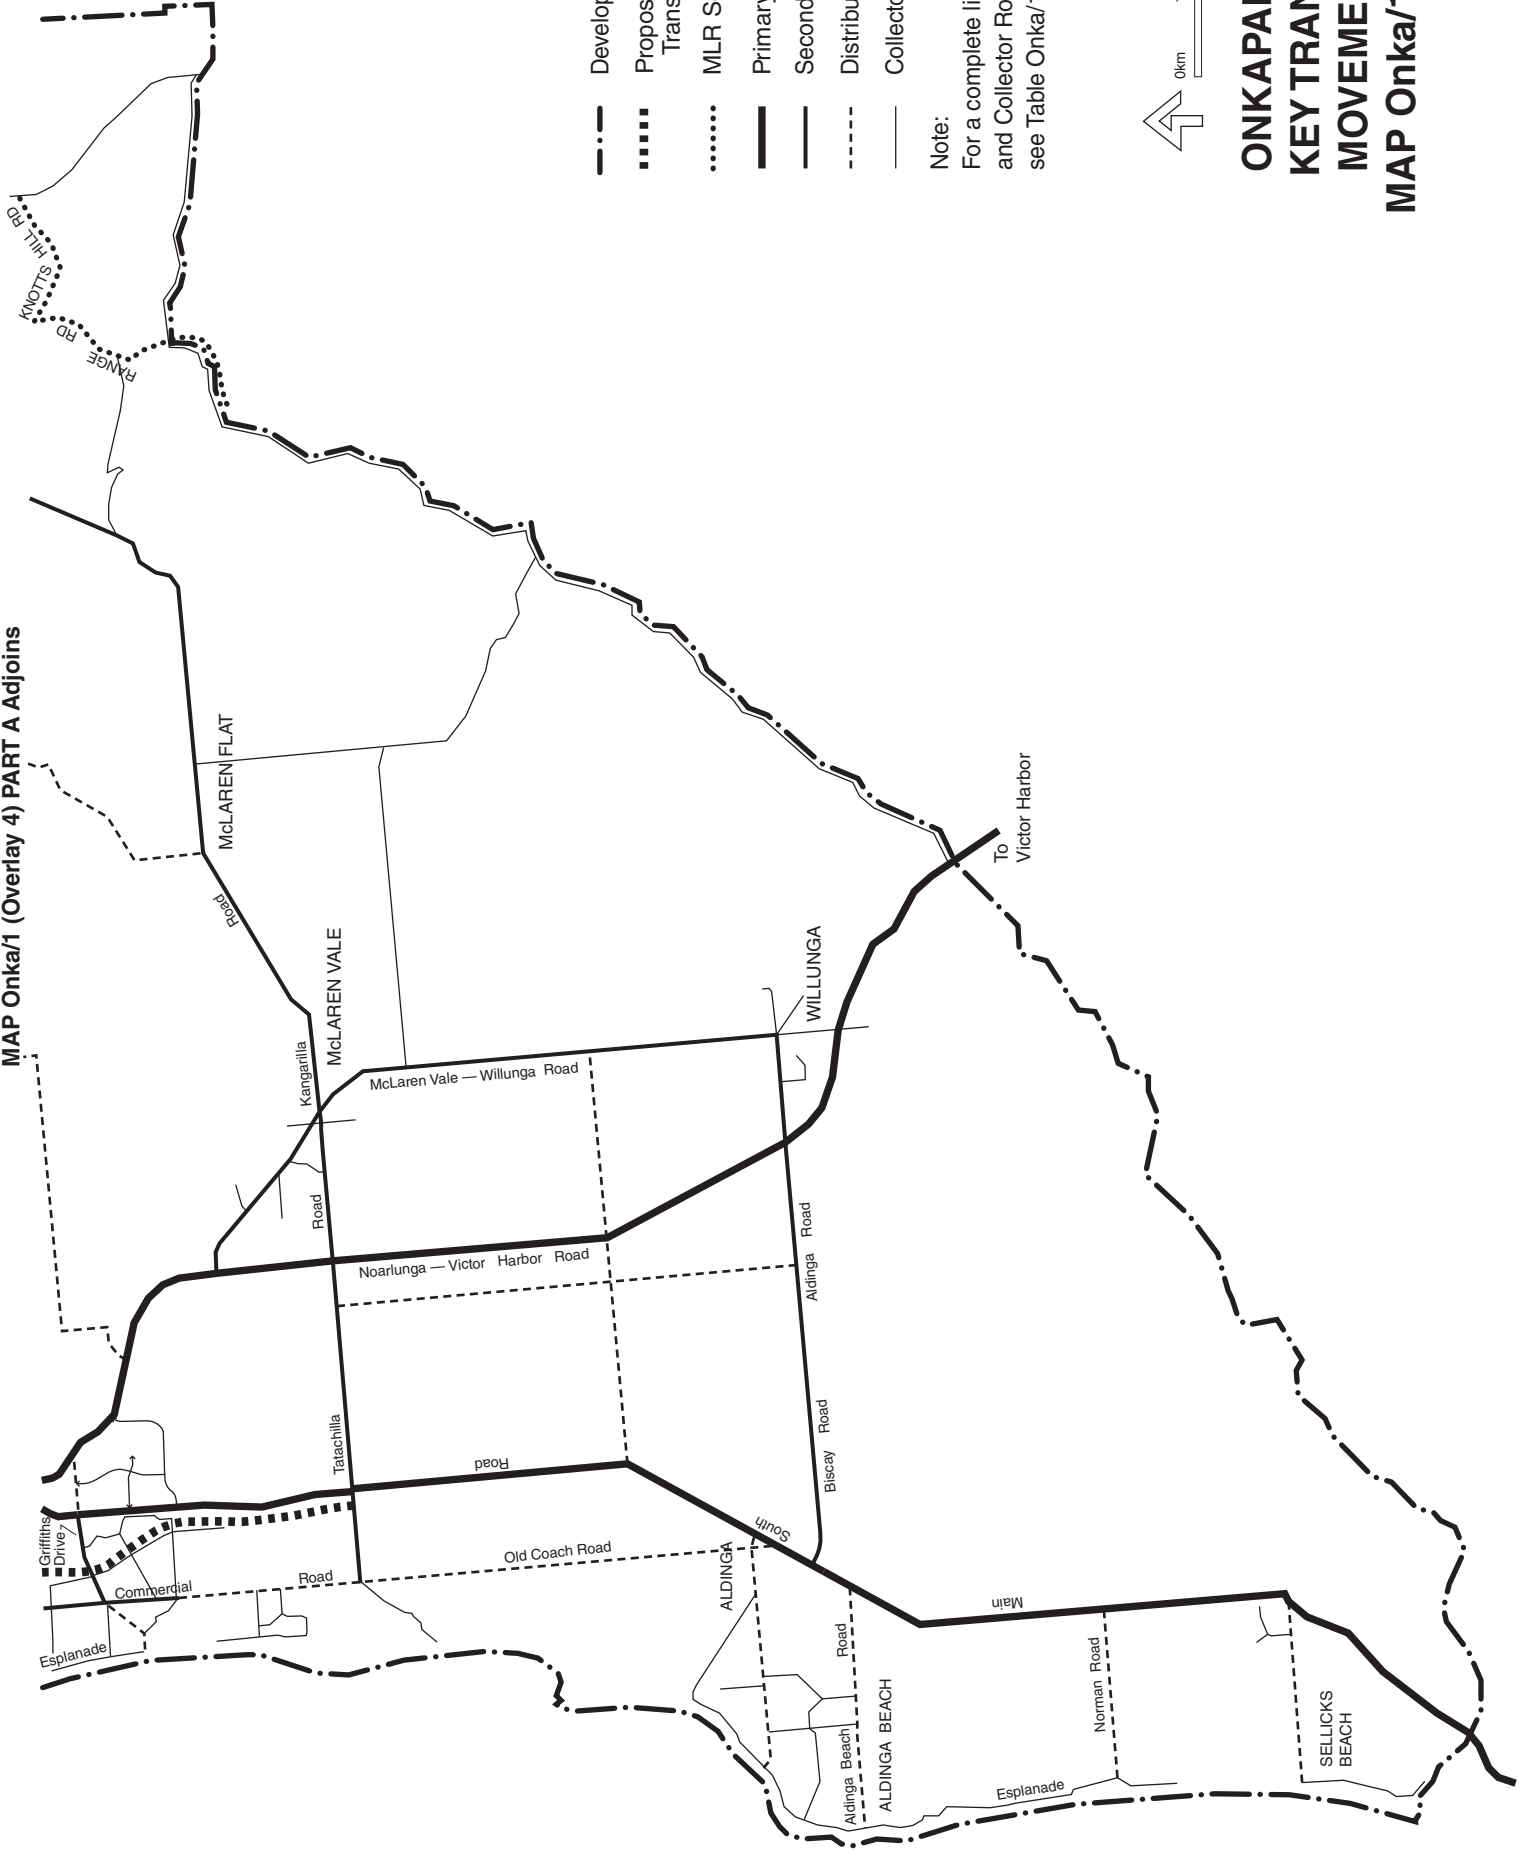 MAP Onka/1 (Overlay 4) PART A Adjoins
KNOTTS
HILL RD
RANGE
RD
McLAREN FLAT
Road
McLAREN VALE
Kangarilla
McLaren Vale — Willunga Road
WILLUNGA
To
Victor Harbor
Road
Noarlunga — Victor Harbor Road
Aldinga Road
Tatachilla
Road
Biscay Road
South
Griffiths
Drive
Commercial
Road
Old Coach Road
ALDINGA
Main
Esplanade
Road
Aldinga Beach
ALDINGA BEACH
Norman Road
SELLICKS
BEACH
Esplanade
Develop
Propos
Trans
MLR S
Primary
Second
Distribu
Collecto
Note:
For a complete li
and Collector Ro
see Table Onka/
0km
ONKAPA
KEY TRAN
MOVEME
MAP Onka/1